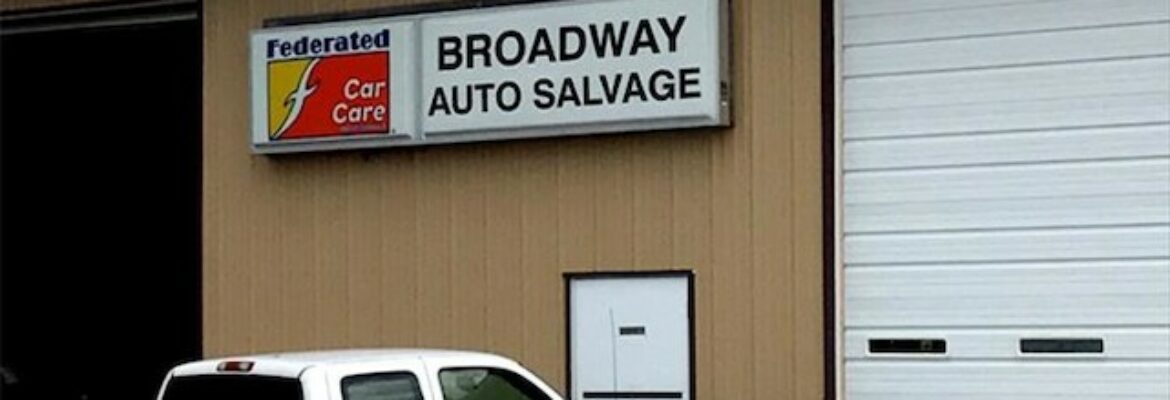 Federated
Car
Care
BROADWAY
AUTO SALVAGE